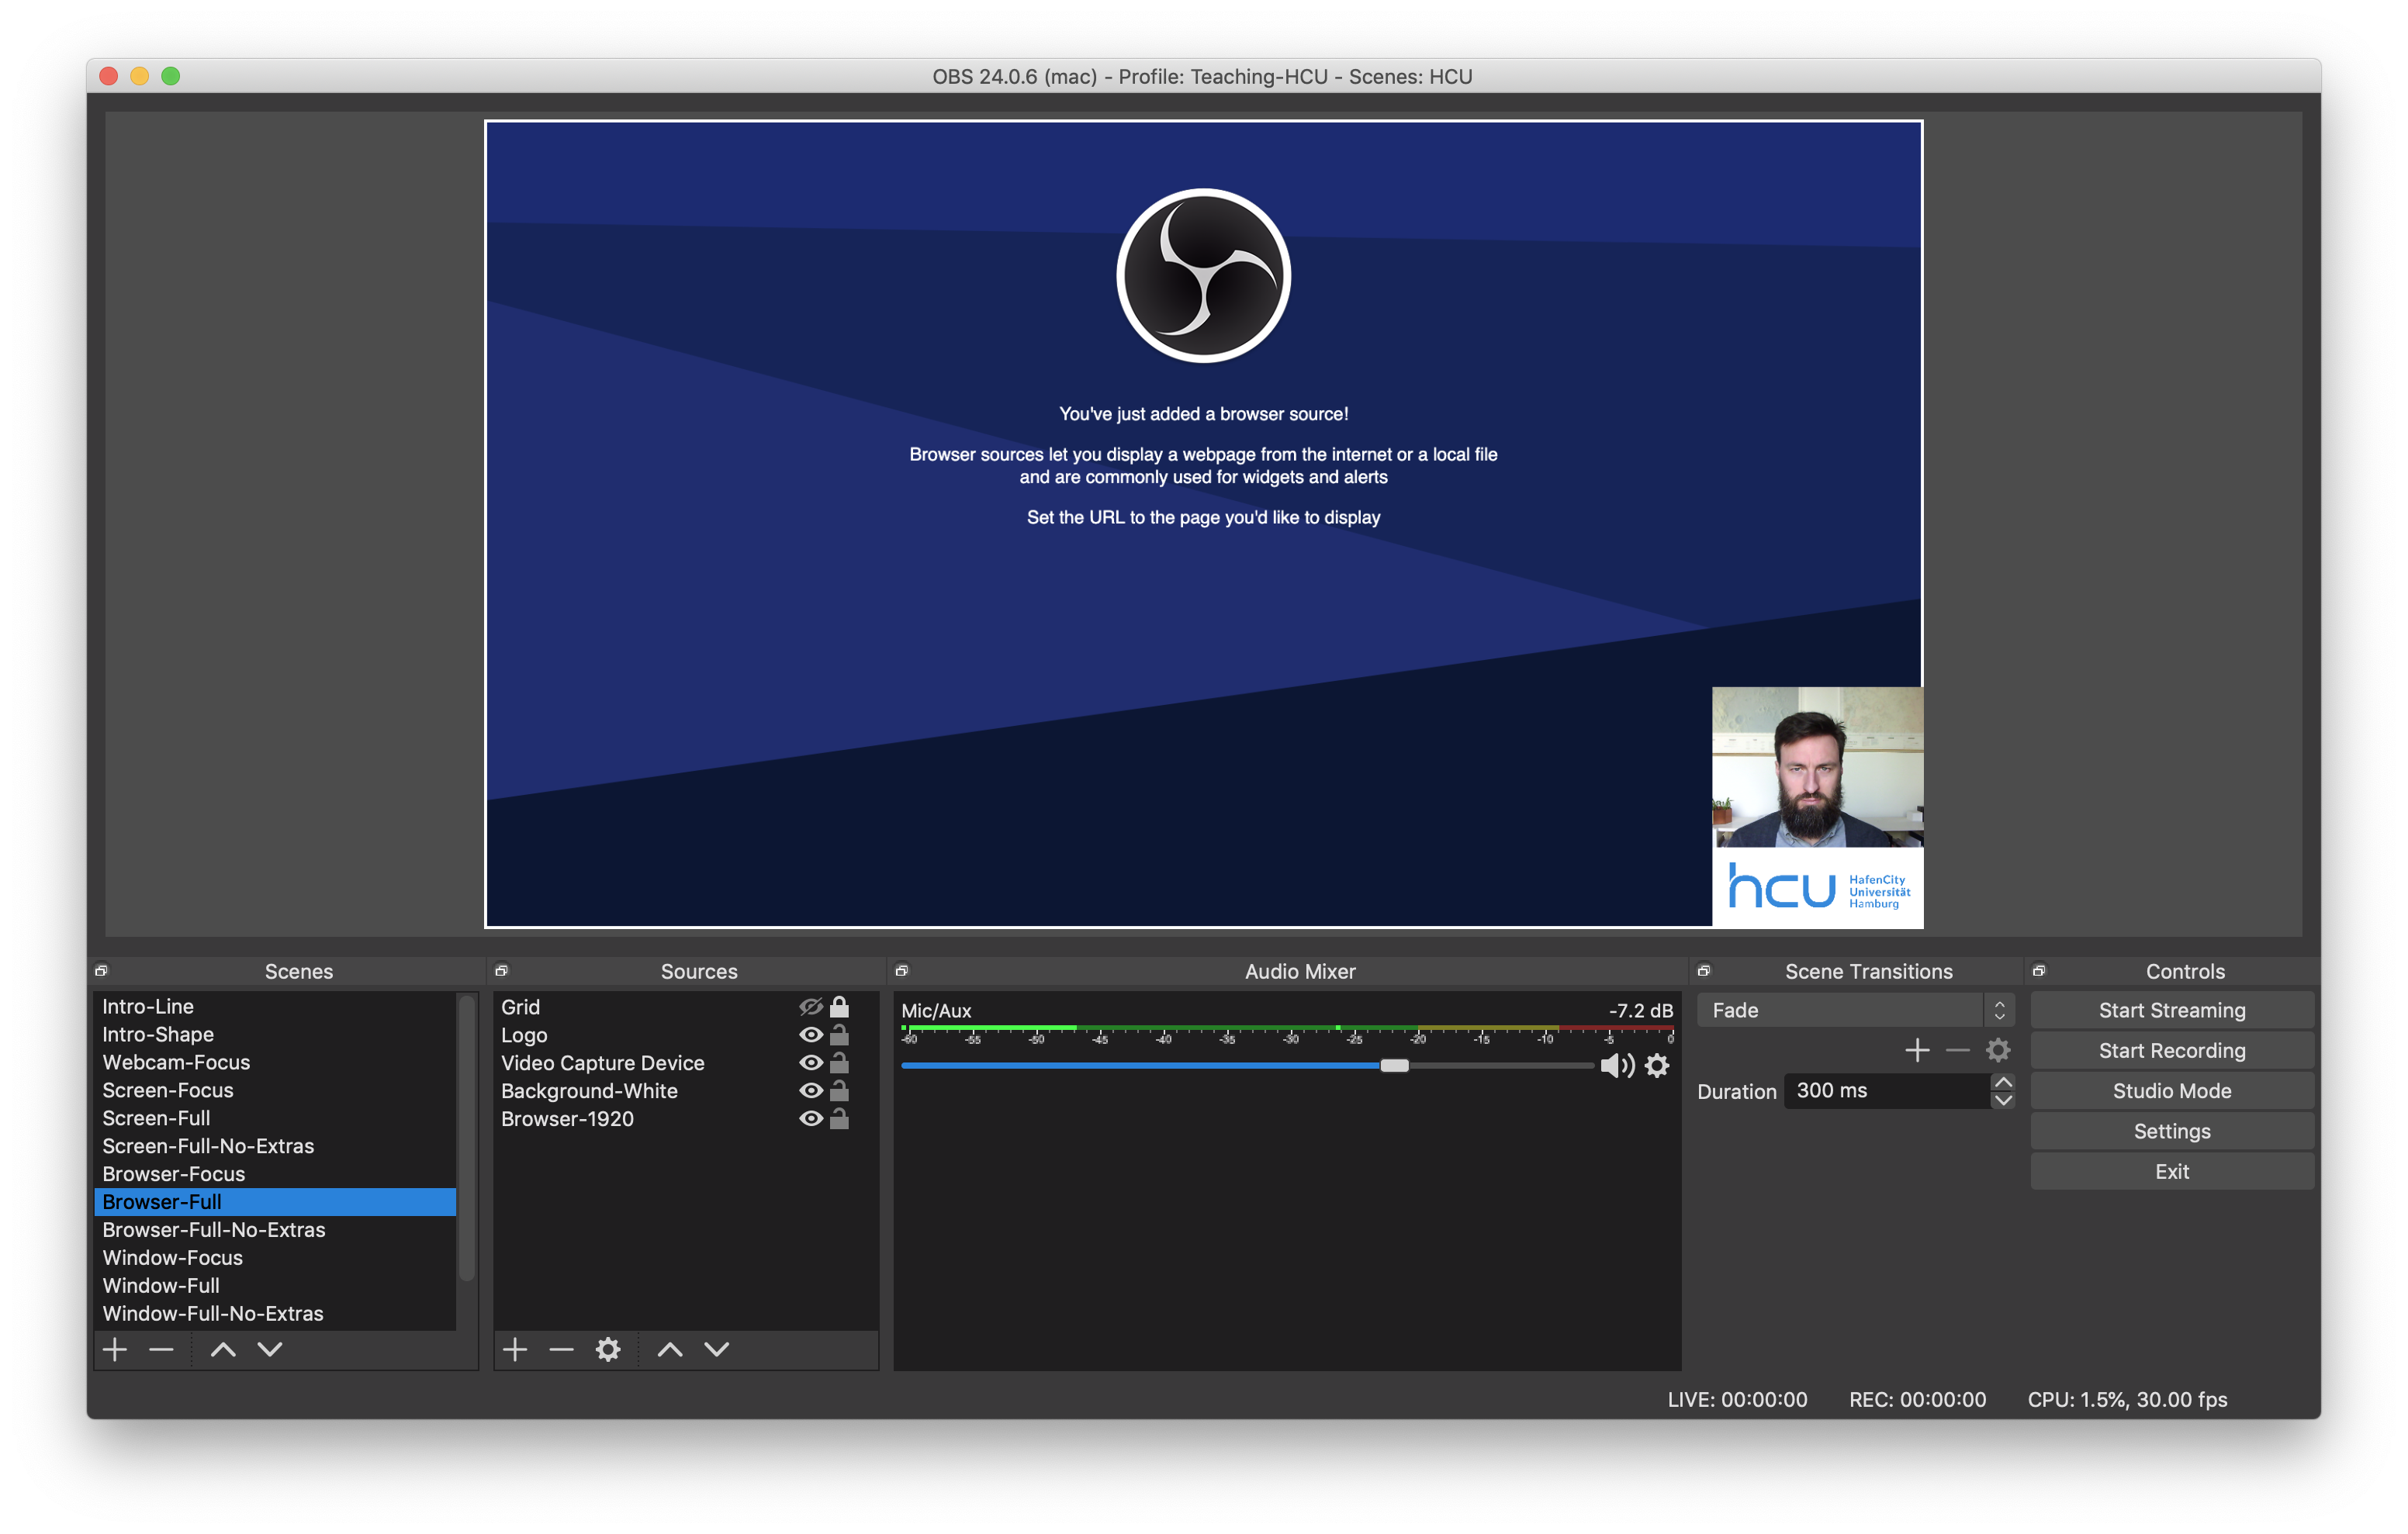 OBS 24.0.6 (mac) - Profile: Teaching-HCU - Scenes: HCU
You've just added a browser source!
Browser sources let you display a webpage from the internet or a local file
and are commonly used for widgets and alerts
Set the URL to the page you'd like to display
hcu
HafenCity
Universität
Hamburg
Scenes
Intro-Line
Intro-Shape
Webcam-Focus
Screen-Focus
Screen-Full
Screen-Full-No-Extras
Browser-Focus
Browser-Full
Browser-Full-No-Extras
Window-Focus
Window-Full
Window-Full-No-Extras
Sources
Grid
Logo
Video Capture Device
Background-White
Browser-1920
Audio Mixer
Mic/Aux -7.2 dB
-60 -55 -50 -45 -40 -35 -30 -25 -20 -15 -10 -5 0
Scene Transitions
Fade
Duration 300 ms
Controls
Start Streaming
Start Recording
Studio Mode
Settings
Exit
LIVE: 00:00:00 REC: 00:00:00 CPU: 1.5%, 30.00 fps